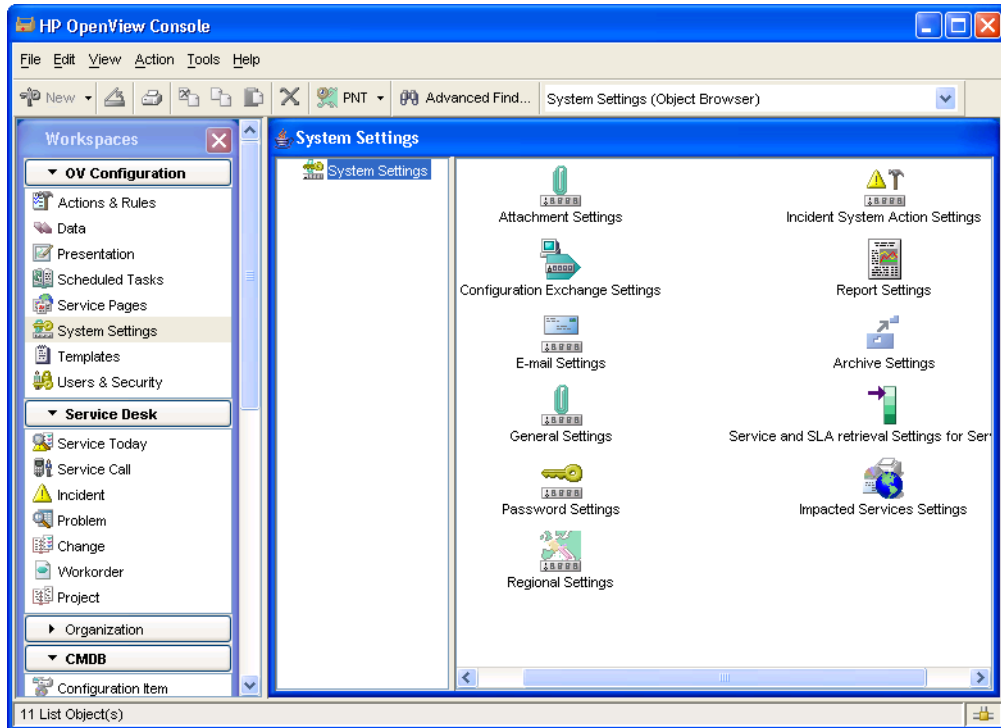 HP OpenView Console
File Edit View Action Tools Help
New PNT Advanced Find... System Settings (Object Browser)
Workspaces
OV Configuration
Actions & Rules
Data
Presentation
Scheduled Tasks
Service Pages
System Settings
Templates
Users & Security
Service Desk
Service Today
Service Call
Incident
Problem
Change
Workorder
Project
Organization
CMDB
Configuration Item
System Settings
System Settings
Attachment Settings
Incident System Action Settings
Configuration Exchange Settings
Report Settings
E-mail Settings
Archive Settings
General Settings
Service and SLA retrieval Settings for Ser
Password Settings
Impacted Services Settings
Regional Settings
11 List Object(s)